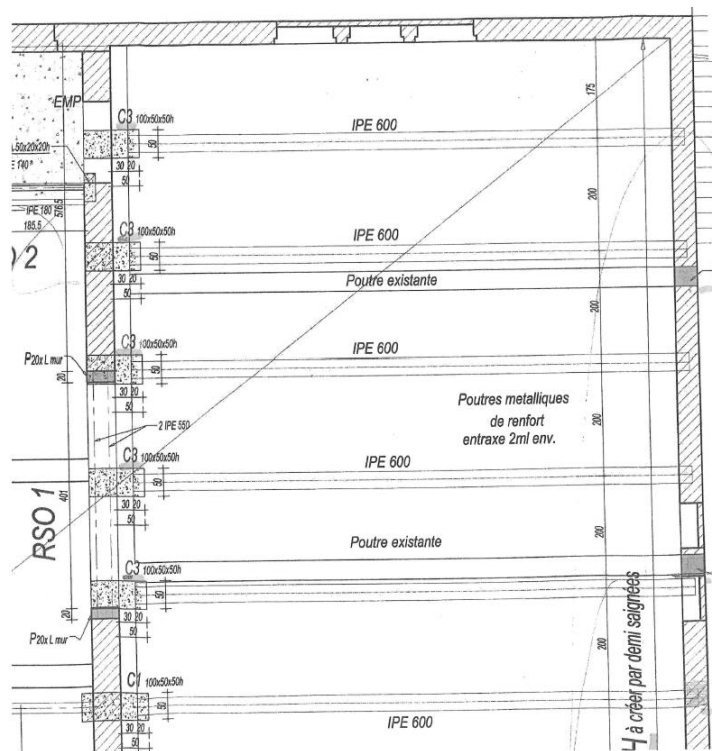 EMP
C3 100x50x50h
IPE 600
175
50
30 20
50
50x20x20h
IPE 180
576.5
185.5
200
C3 100x50x50h
IPE 600
50
30 20
50
2
Poutre existante
200
C3 100x50x50h
IPE 600
P20x L mur
20
50
30 20
50
Poutres metalliques
de renfort
entraxe 2ml env.
2 IPE 550
200
C3 100x50x50h
IPE 600
50
30 20
50
RSO 1
401
Poutre existante
200
C3 100x50x50h
50
30 20
50
20
P20x L mur
200
H à créer par demi saignées
C1 100x50x50h
50
IPE 600
30 20
50